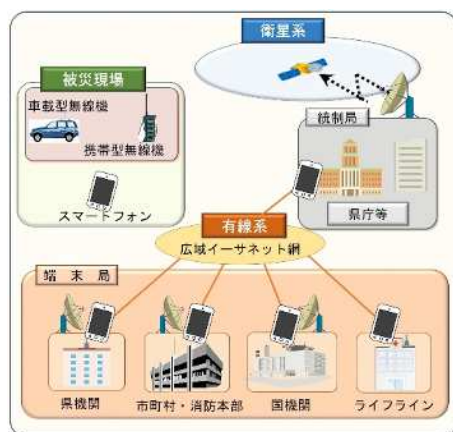 衛星系
被災現場
車載型無線機
携帯型無線機
スマートフォン
統制局
県庁等
有線系
広域イーサネット網
端末局
県機関
市町村・消防本部
国機関
ライフライン